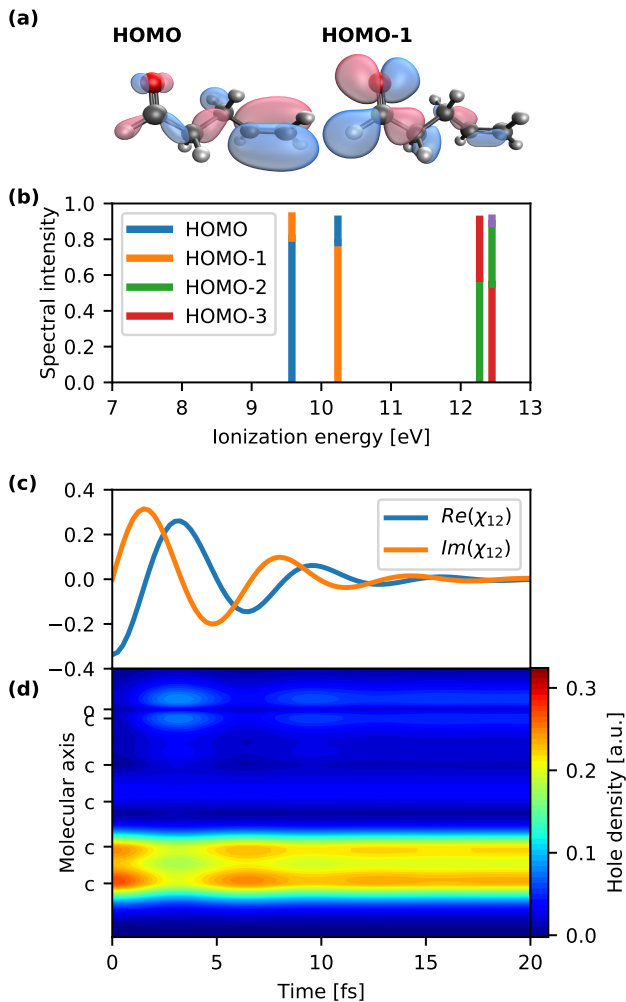 (a)
HOMO HOMO-1
(b)
1.0
0.8
0.6
0.4
0.2
0.0
Spectral intensity
HOMO
HOMO-1
HOMO-2
HOMO-3
7 8 9 10 11 12 13
Ionization energy [eV]
(c)
0.4
0.2
0.0
−0.2
−0.4
Re(χ12)
Im(χ12)
(d)
O
C
C
C
C
C
Molecular axis
0.3
0.2
0.1
0.0
Hole density [a.u.]
0 5 10 15 20
Time [fs]